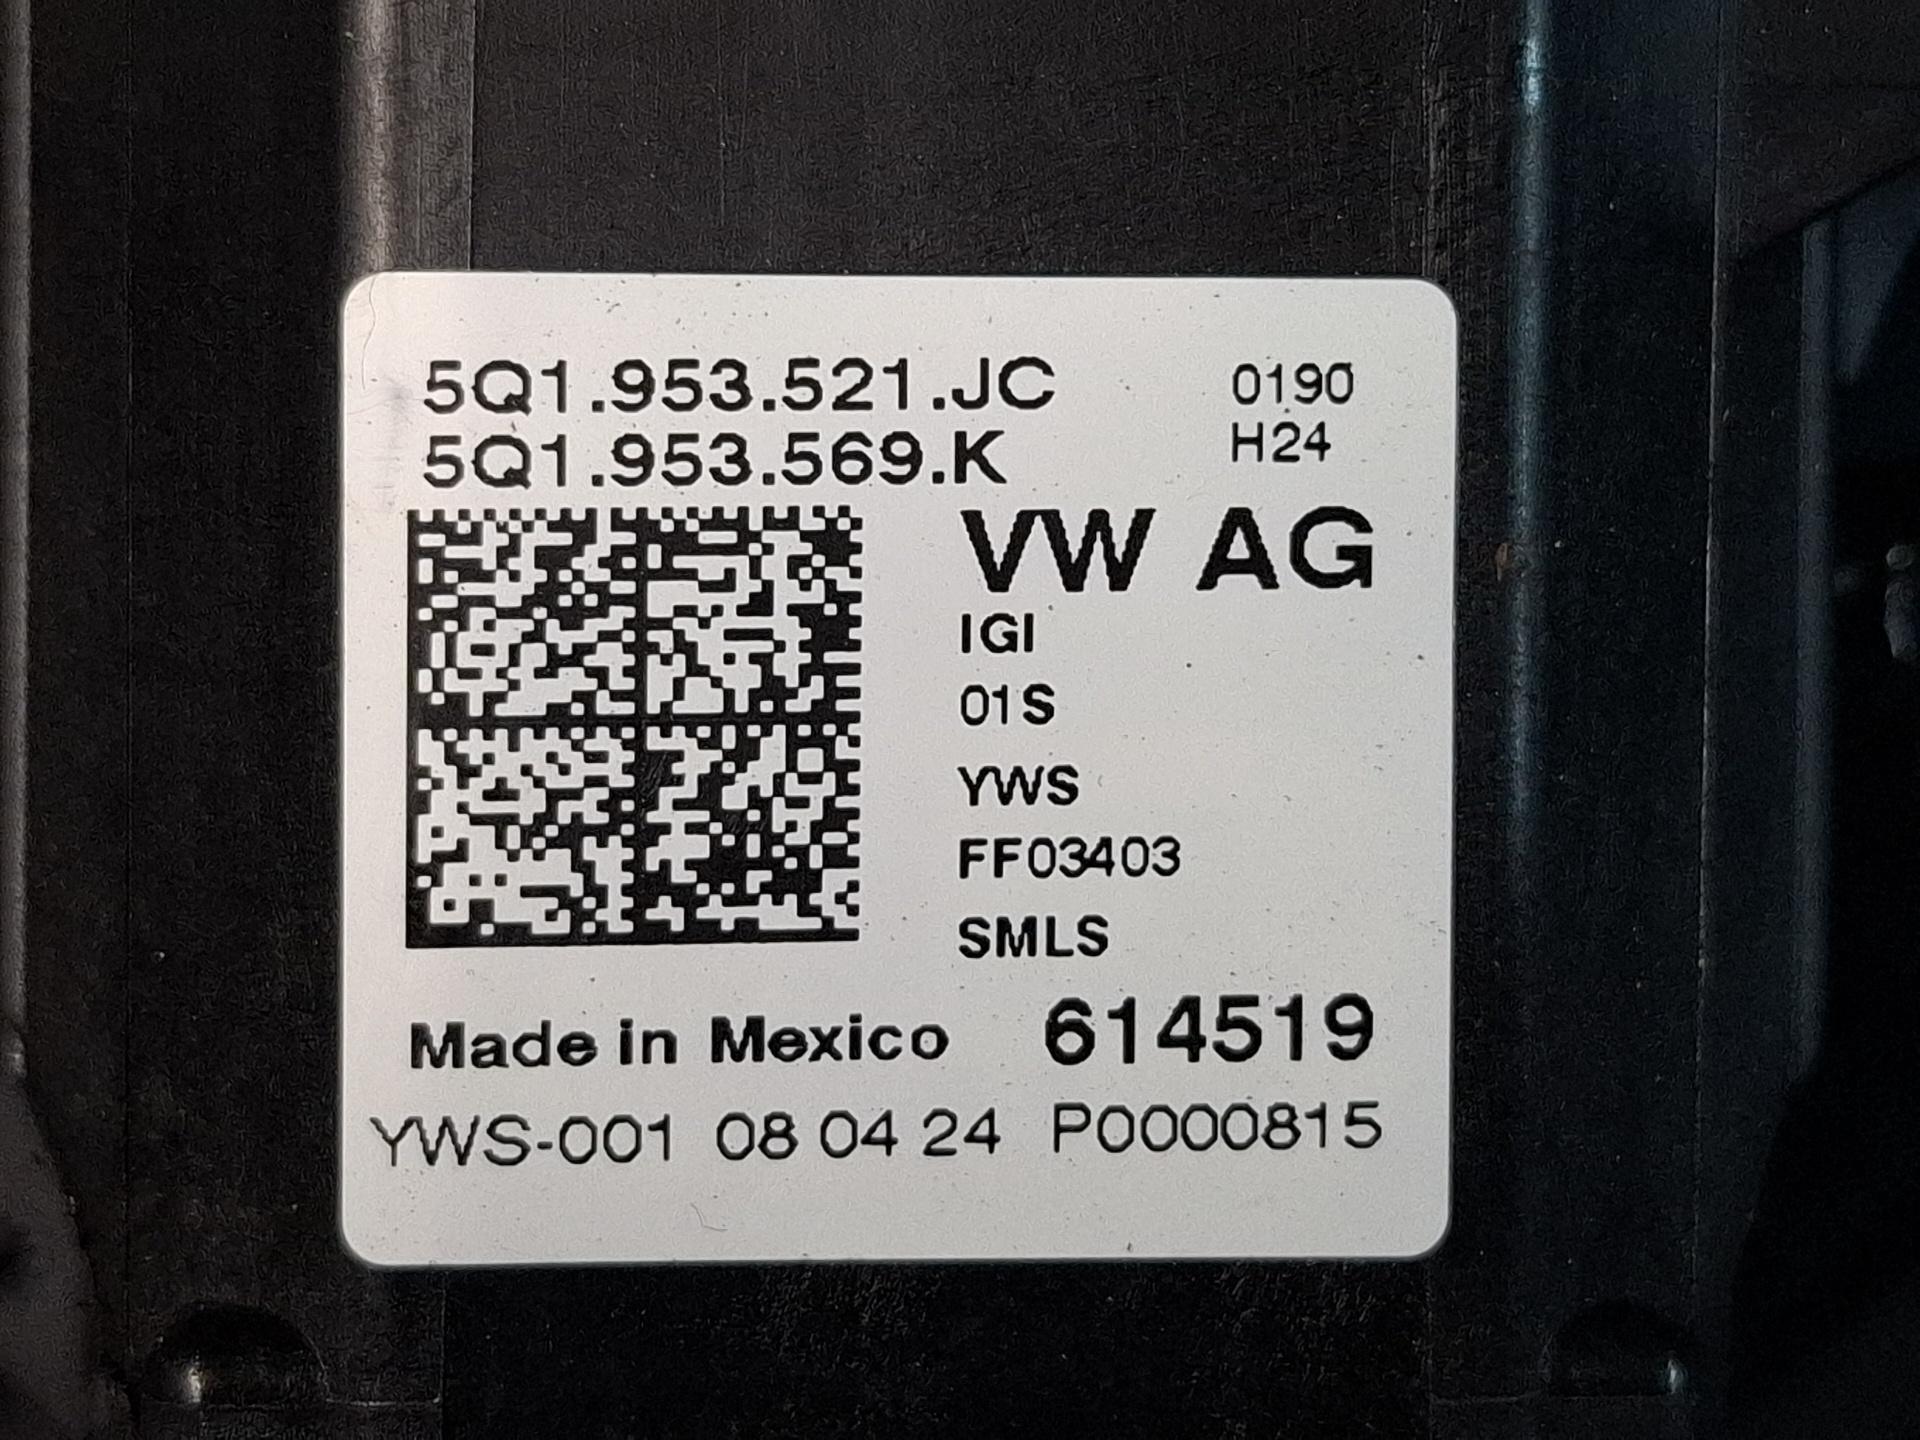 5Q1.953.521.JC 0190
5Q1.953.569.K H24
VW AG
IGI
01S
YWS
FF03403
SMLS
Made in Mexico 614519
YWS-001 08 04 24 P0000815